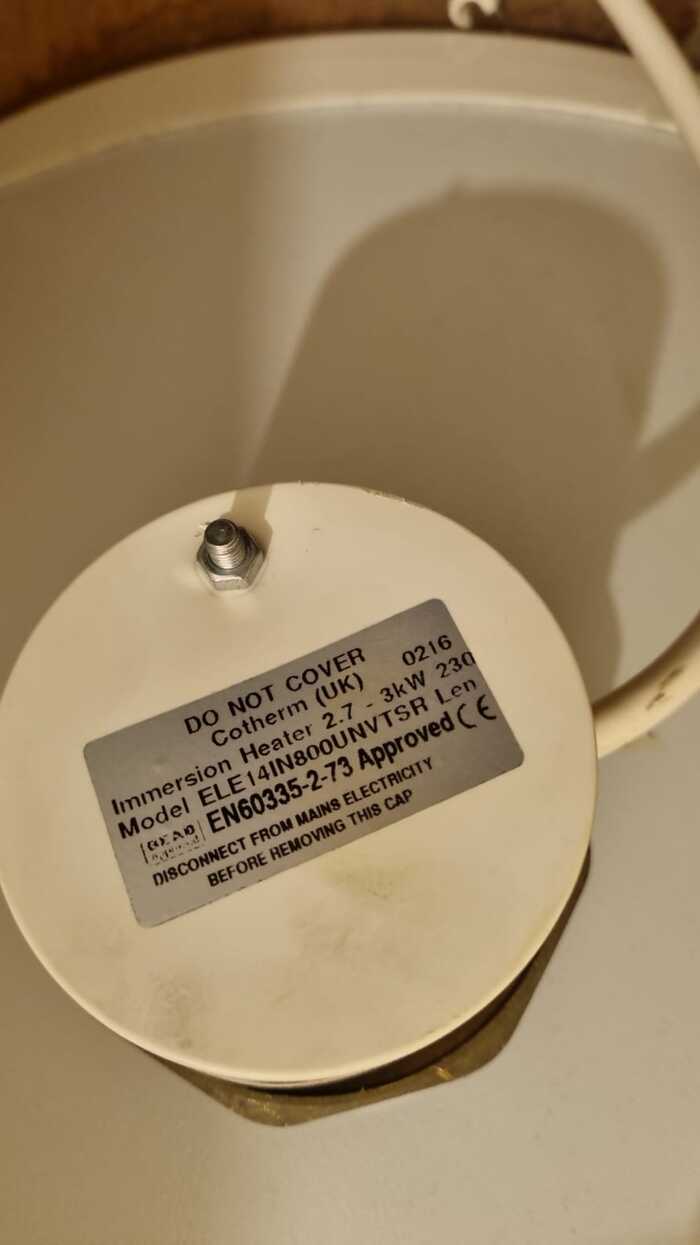 DO NOT COVER
Cotherm (UK) 0216
Immersion Heater 2.7 - 3kW 230
Model ELE14IN800UNVTSR Len
EN60335-2-73 Approved CE
DISCONNECT FROM MAINS ELECTRICITY
BEFORE REMOVING THIS CAP